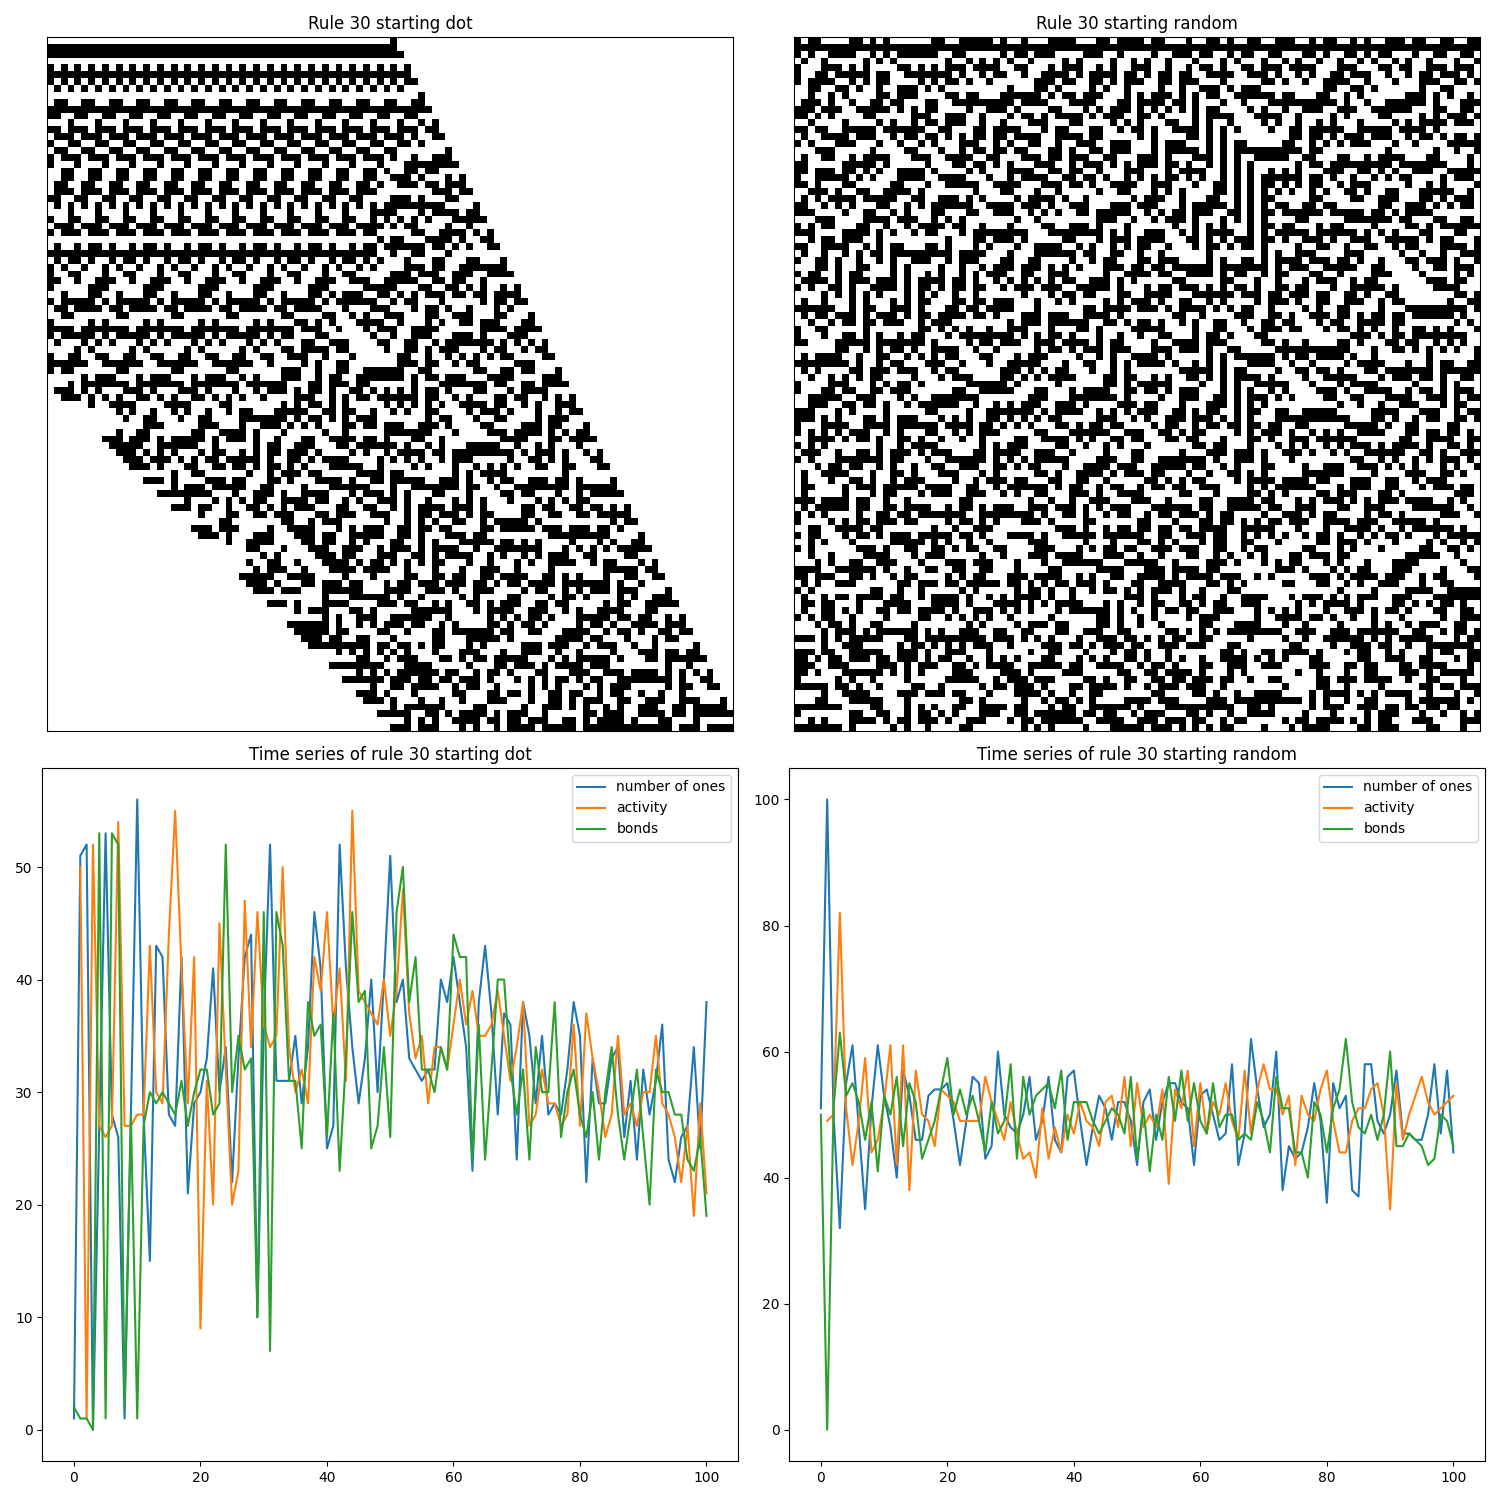 Rule 30 starting dot
Rule 30 starting random
Time series of rule 30 starting dot
number of ones
activity
bonds
50
40
30
20
10
0
0 20 40 60 80 100
Time series of rule 30 starting random
number of ones
activity
bonds
100
80
60
40
20
0
0 20 40 60 80 100